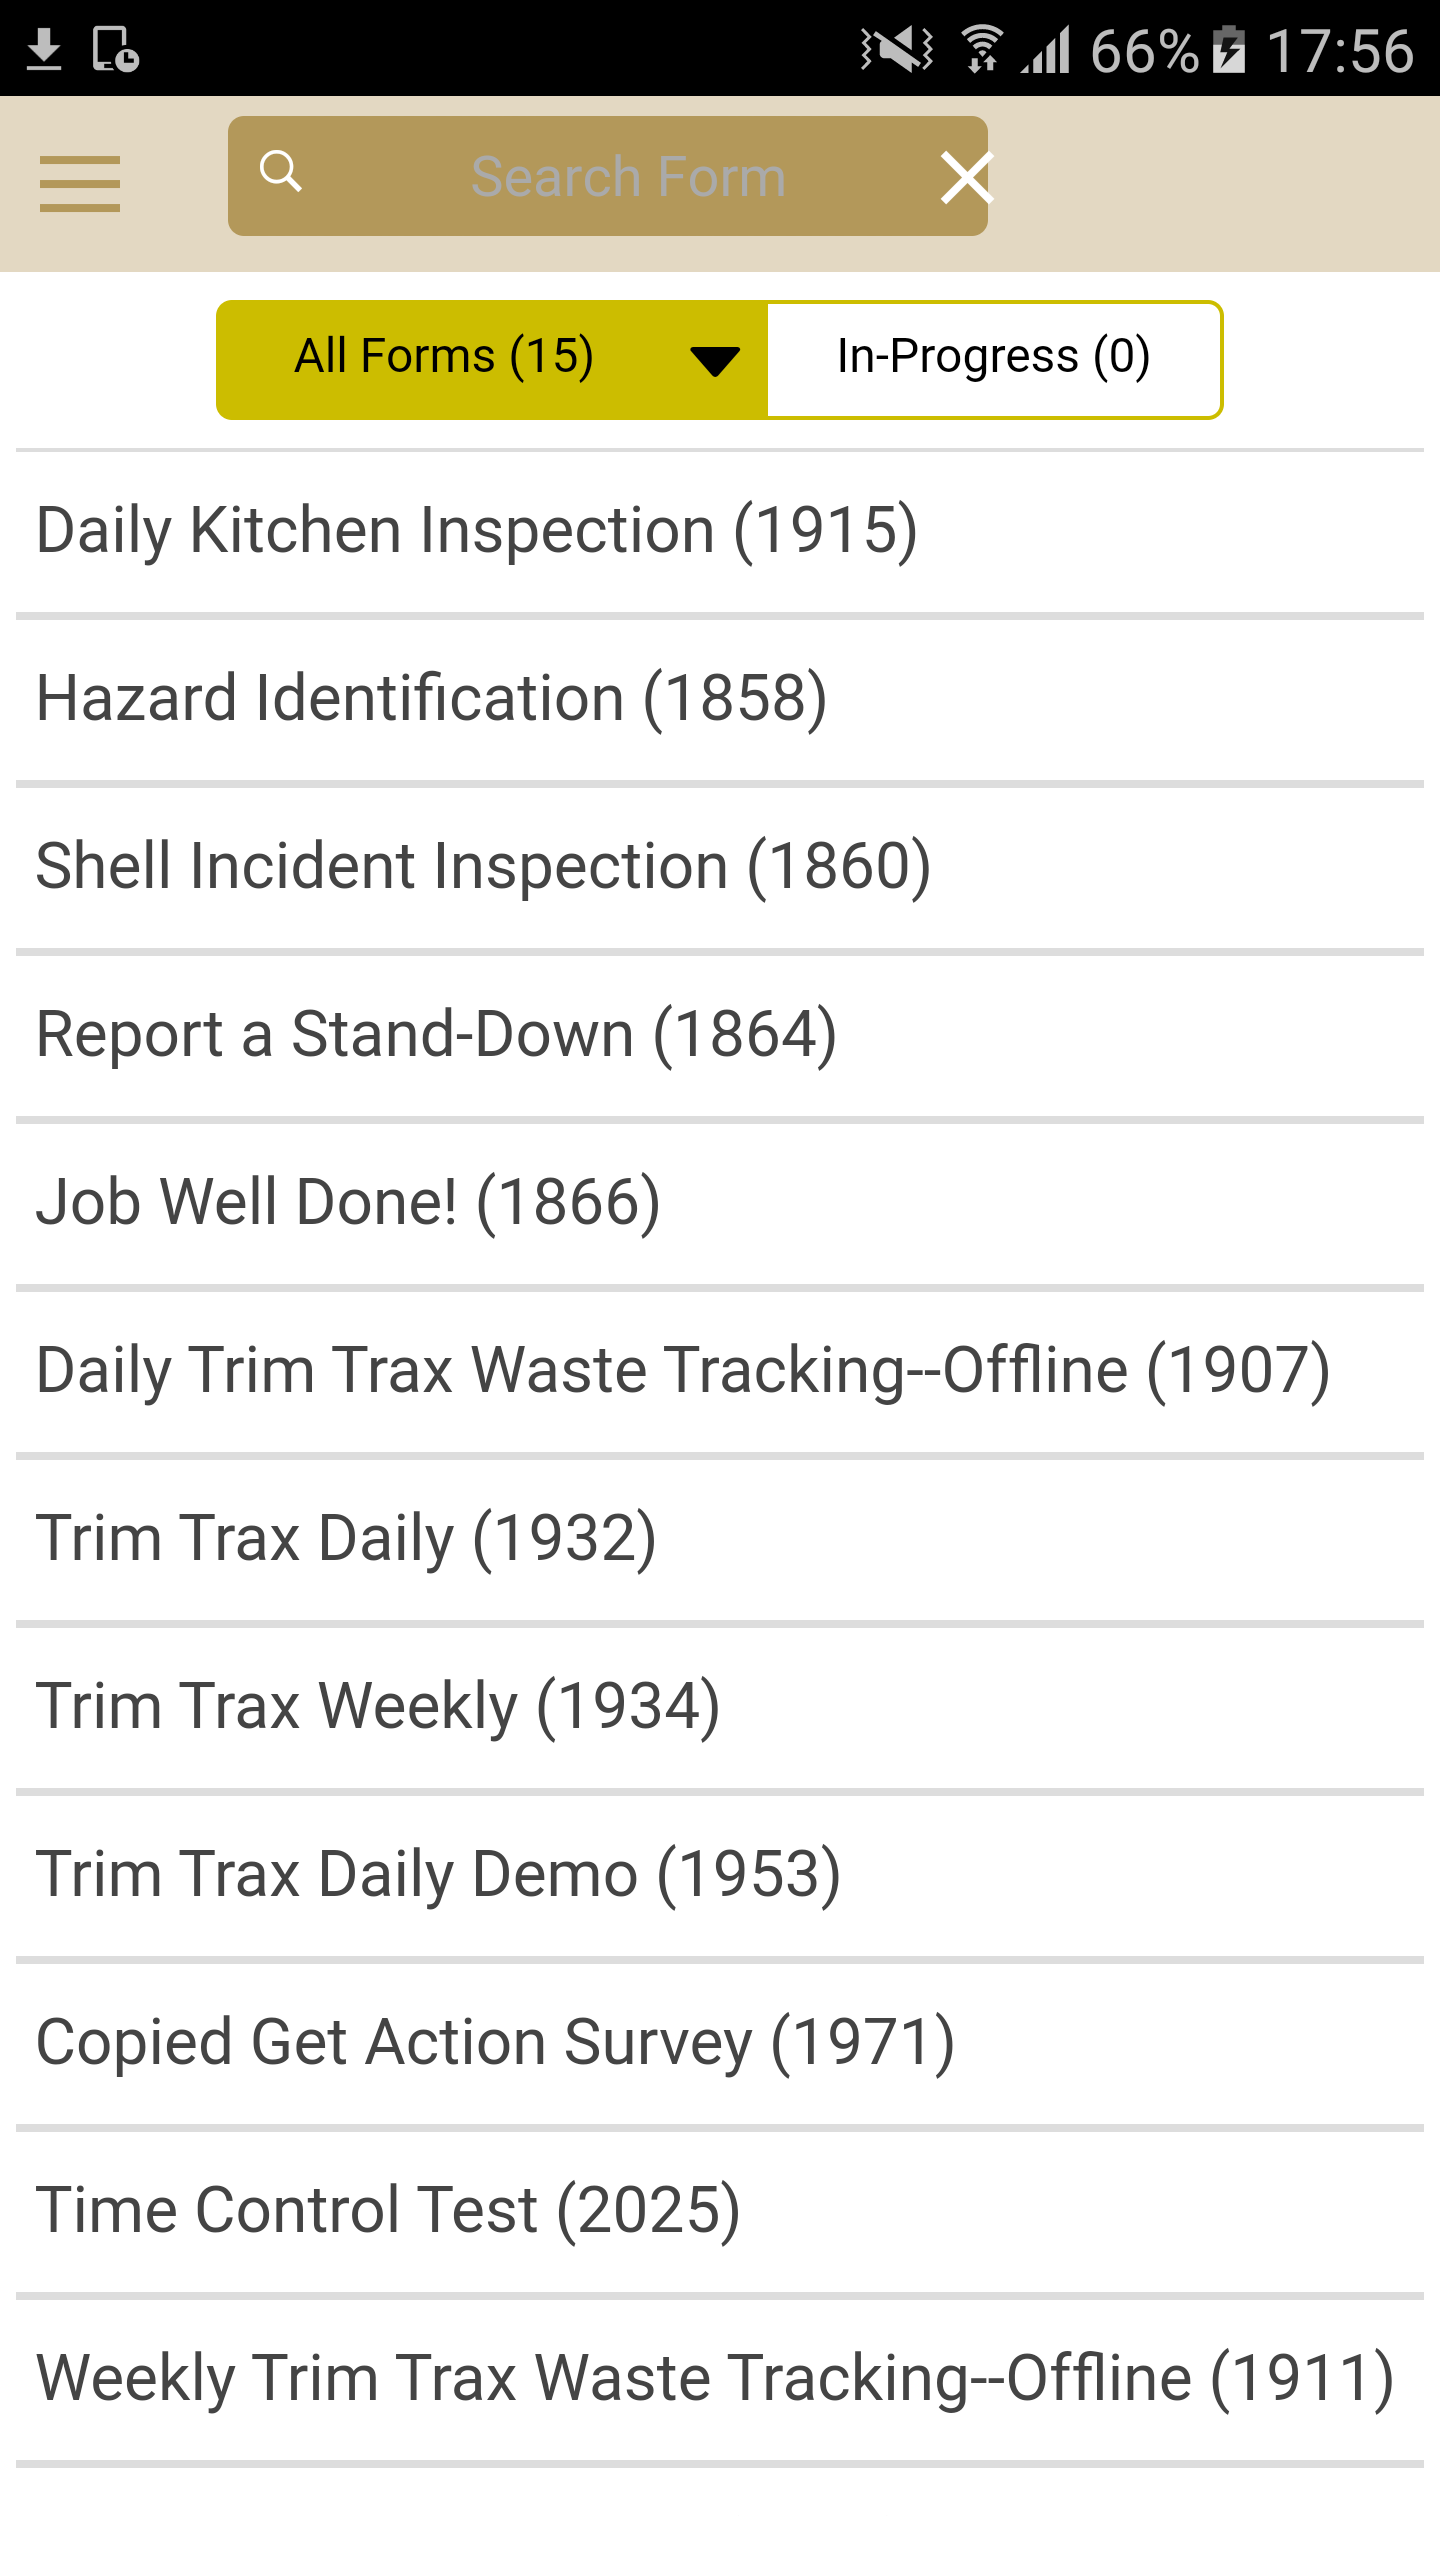 66% 17:56
Search Form
All Forms (15) In-Progress (0)
Daily Kitchen Inspection (1915)
Hazard Identification (1858)
Shell Incident Inspection (1860)
Report a Stand-Down (1864)
Job Well Done! (1866)
Daily Trim Trax Waste Tracking--Offline (1907)
Trim Trax Daily (1932)
Trim Trax Weekly (1934)
Trim Trax Daily Demo (1953)
Copied Get Action Survey (1971)
Time Control Test (2025)
Weekly Trim Trax Waste Tracking--Offline (1911)